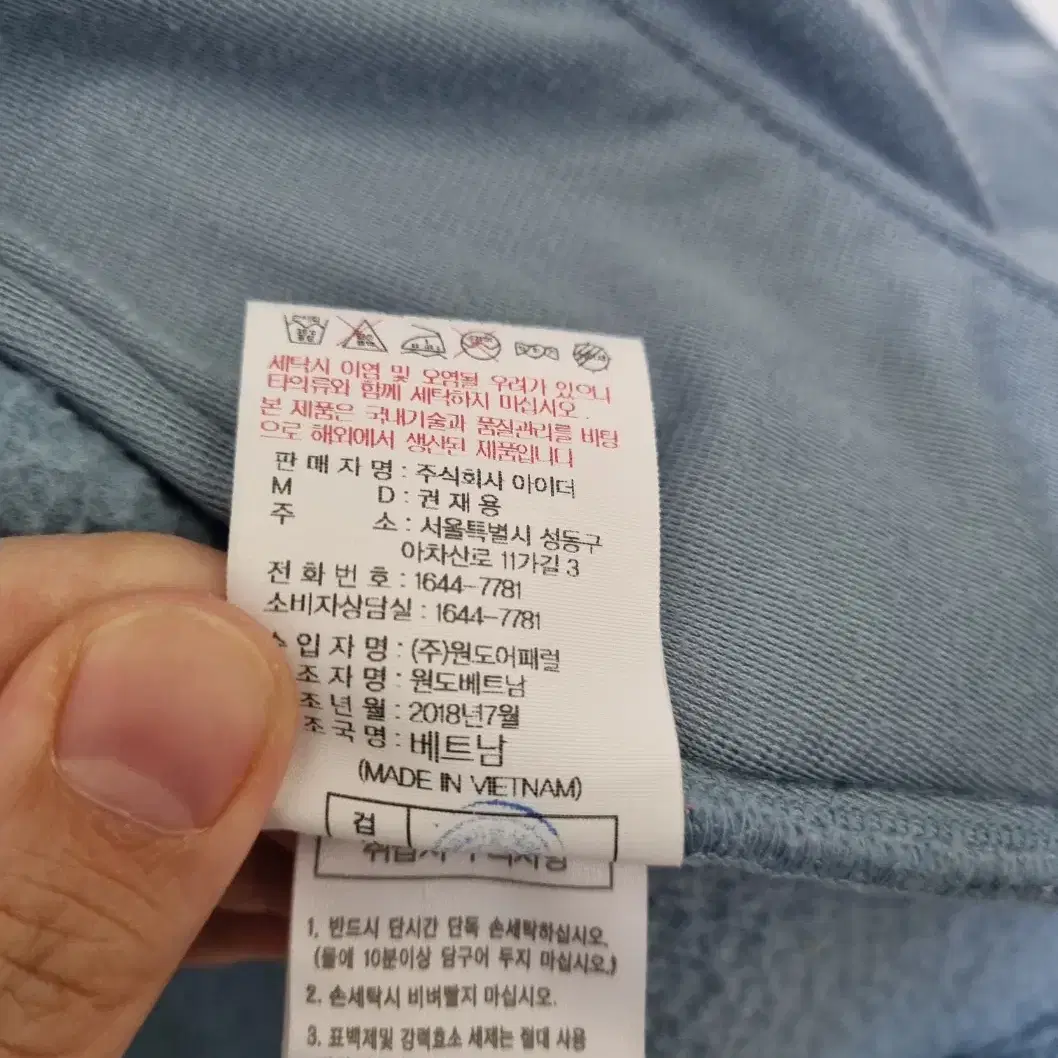 세탁시 이염 및 오염될 우려가 있으니
타의류와 함께 세탁하지 마십시오.
본 제품은 국내기술과 품질관리를 바탕
으로 해외에서 생산된 제품입니다
판 매 자 명 : 주식회사 아이더
M D : 권 재 용
주 소 : 서울특별시 성동구
아차산로 11가길 3
전 화 번 호 : 1644-7781
소비자상담실 : 1644-7781
입 자 명 : (주)원도어패럴
조 자 명 : 원도베트남
조 년 월 : 2018년7월
조 국 명 : 베트남
(MADE IN VIETNAM)
검
1. 반드시 단시간 단독 손세탁하십시오.
(물에 10분이상 담구어 두지 마십시오.)
2. 손세탁시 비벼빨지 마십시오.
3. 표백제및 강력효소 세제는 절대 사용